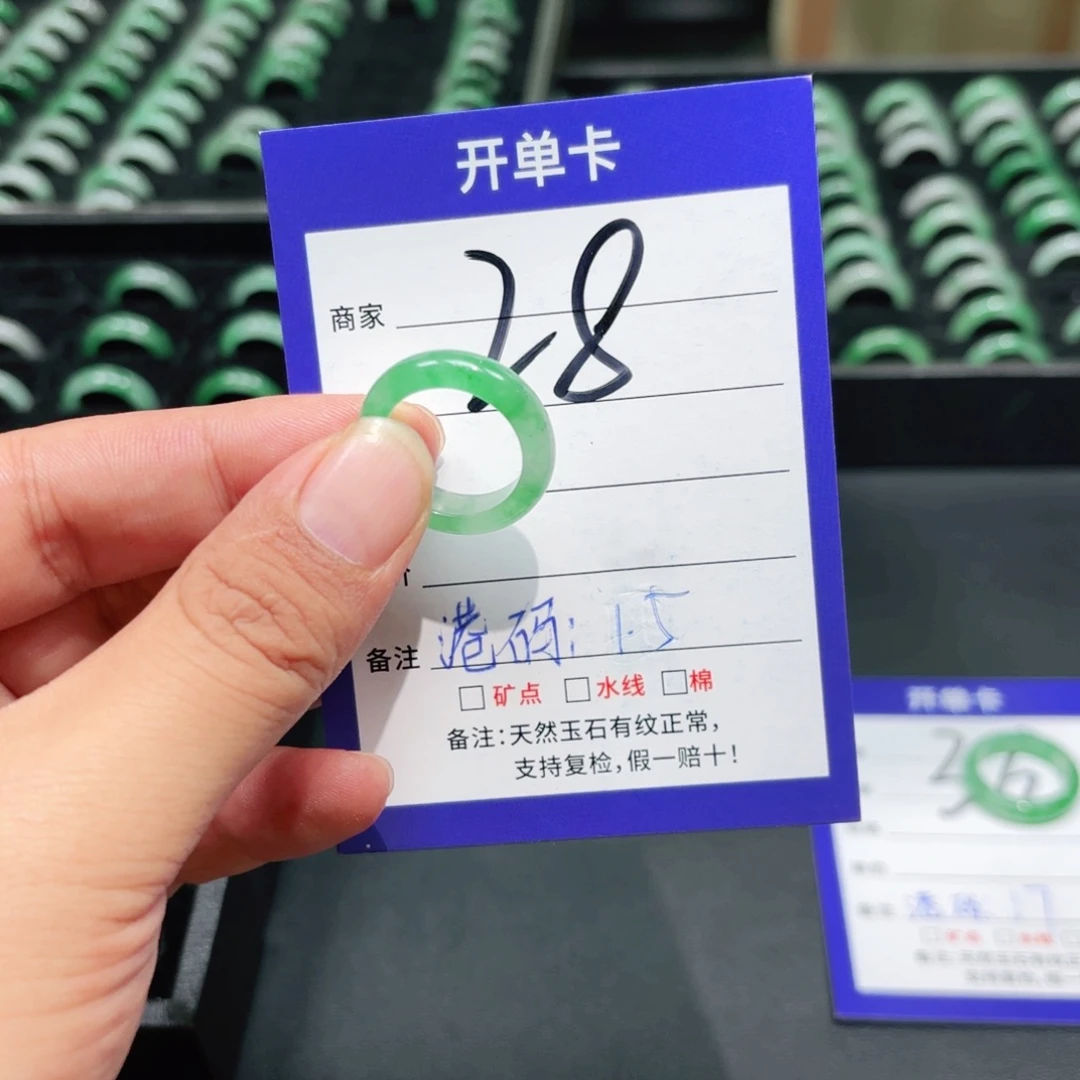 开单卡
商家
28
备注 港码: 15
□矿点 □水线 □棉
备注:天然玉石有纹正常,
支持复检,假一赔十!
开单卡
港码 17